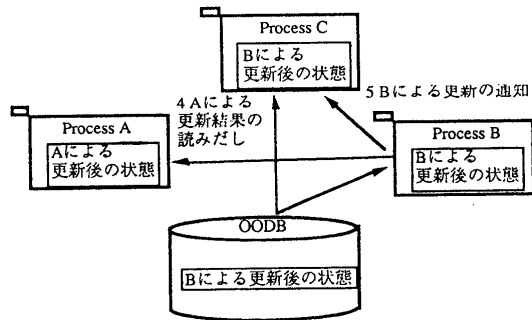 Process C
Bによる
更新後の状態
4 Aによる
更新結果の
読みだし
5 Bによる更新の通知
Process A
Aによる
更新後の状態
Process B
Bによる
更新後の状態
OODB
Bによる更新後の状態